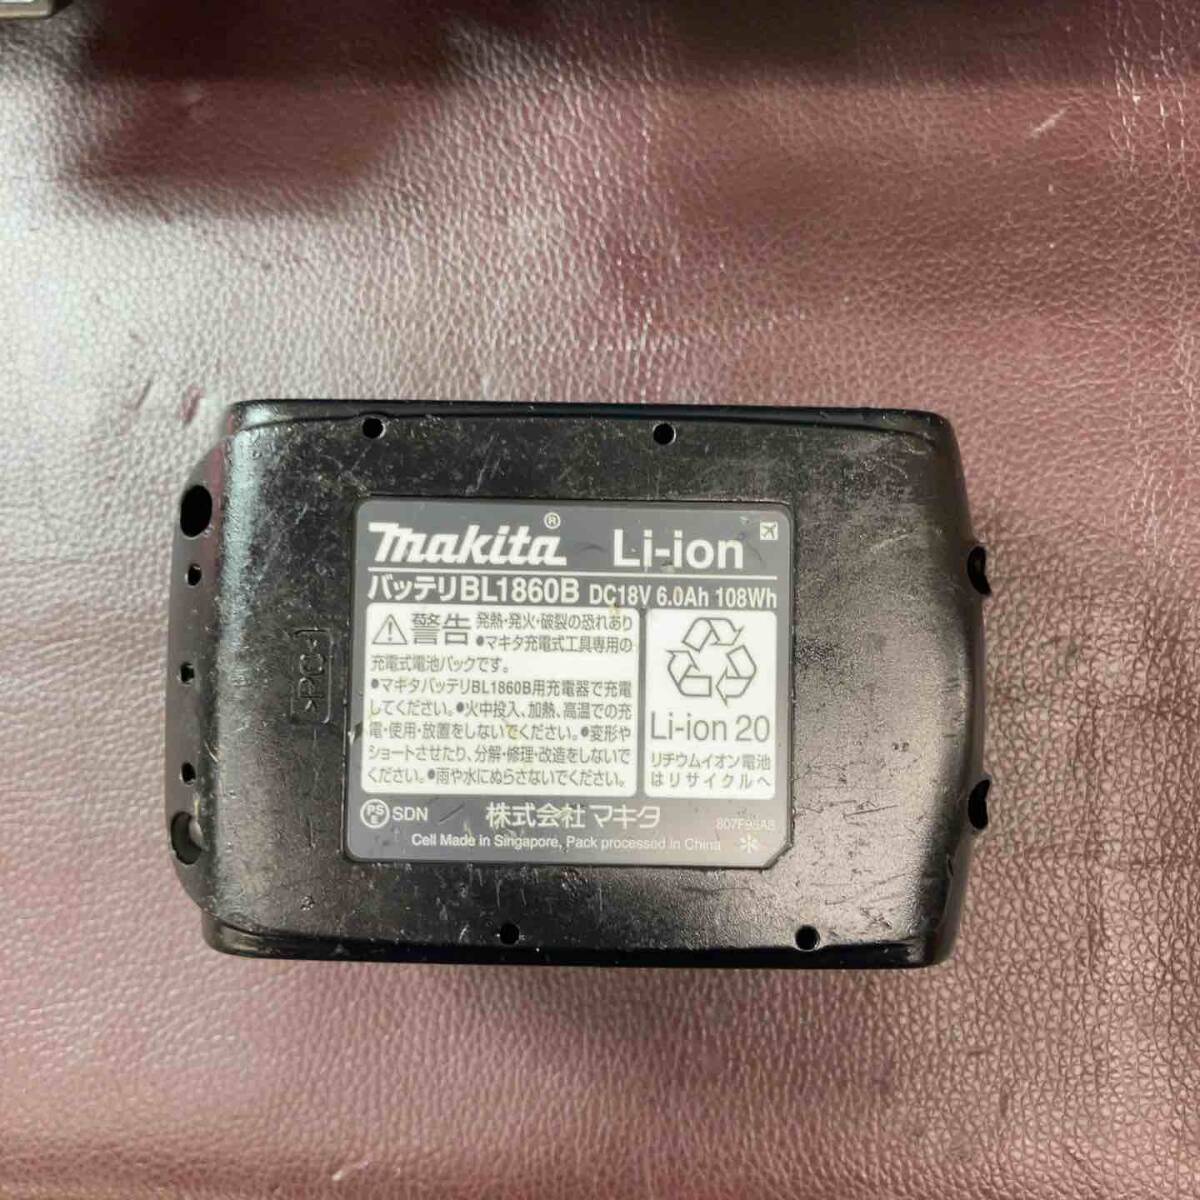 makita® Li-ion
バッテリBL1860B DC18V 6.0Ah 108Wh
警告 発熱・発火・破裂の恐れあり
●マキタ充電式工具専用の
充電式電池パックです。
●マキタバッテリBL1860B用充電器で充電
してください。●火中投入、加熱、高温での充
電・使用・放置をしないでください。●変形や
ショートさせたり、分解・修理・改造をしないで
ください。●雨や水にぬらさないでください。
Li-ion 20
リチウムイオン電池
はリサイクルへ
PS
E SDN 株式会社マキタ 807F95AB
Cell Made in Singapore, Pack processed in China
>PC<